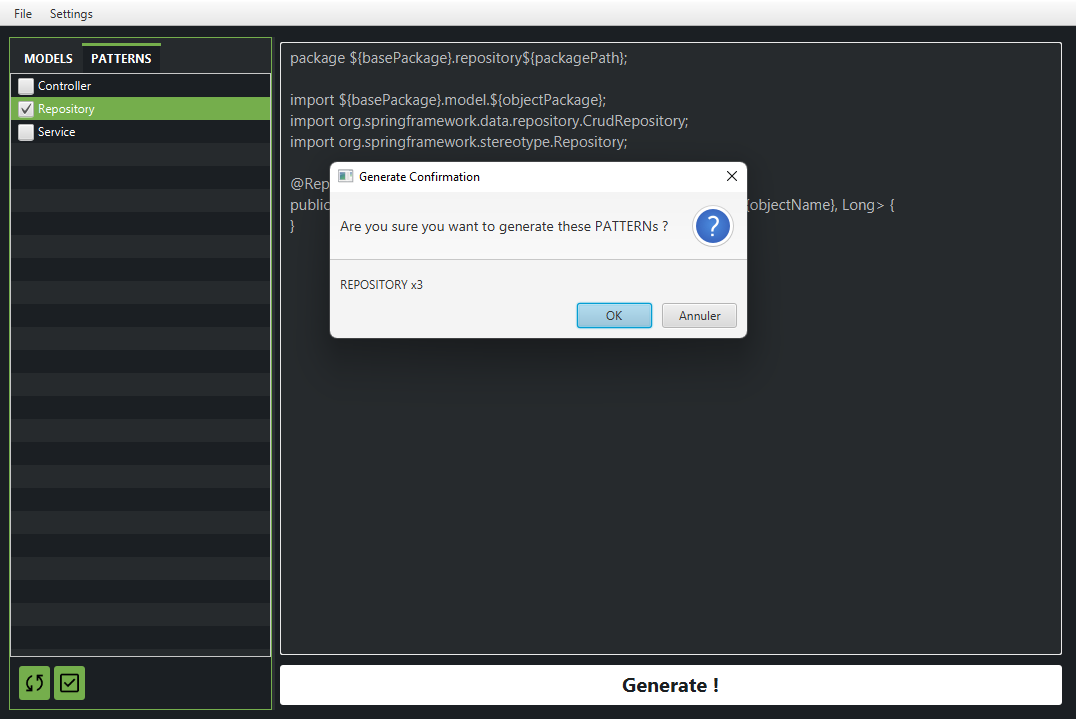 File Settings
MODELS PATTERNS
Controller
Repository
Service
package ${basePackage}.repository${packagePath};
import ${basePackage}.model.${objectPackage};
import org.springframework.data.repository.CrudRepository;
import org.springframework.stereotype.Repository;
@Rep
public {objectName}, Long> {
}
Generate Confirmation
Are you sure you want to generate these PATTERNs ?
REPOSITORY x3
OK Annuler
Generate !